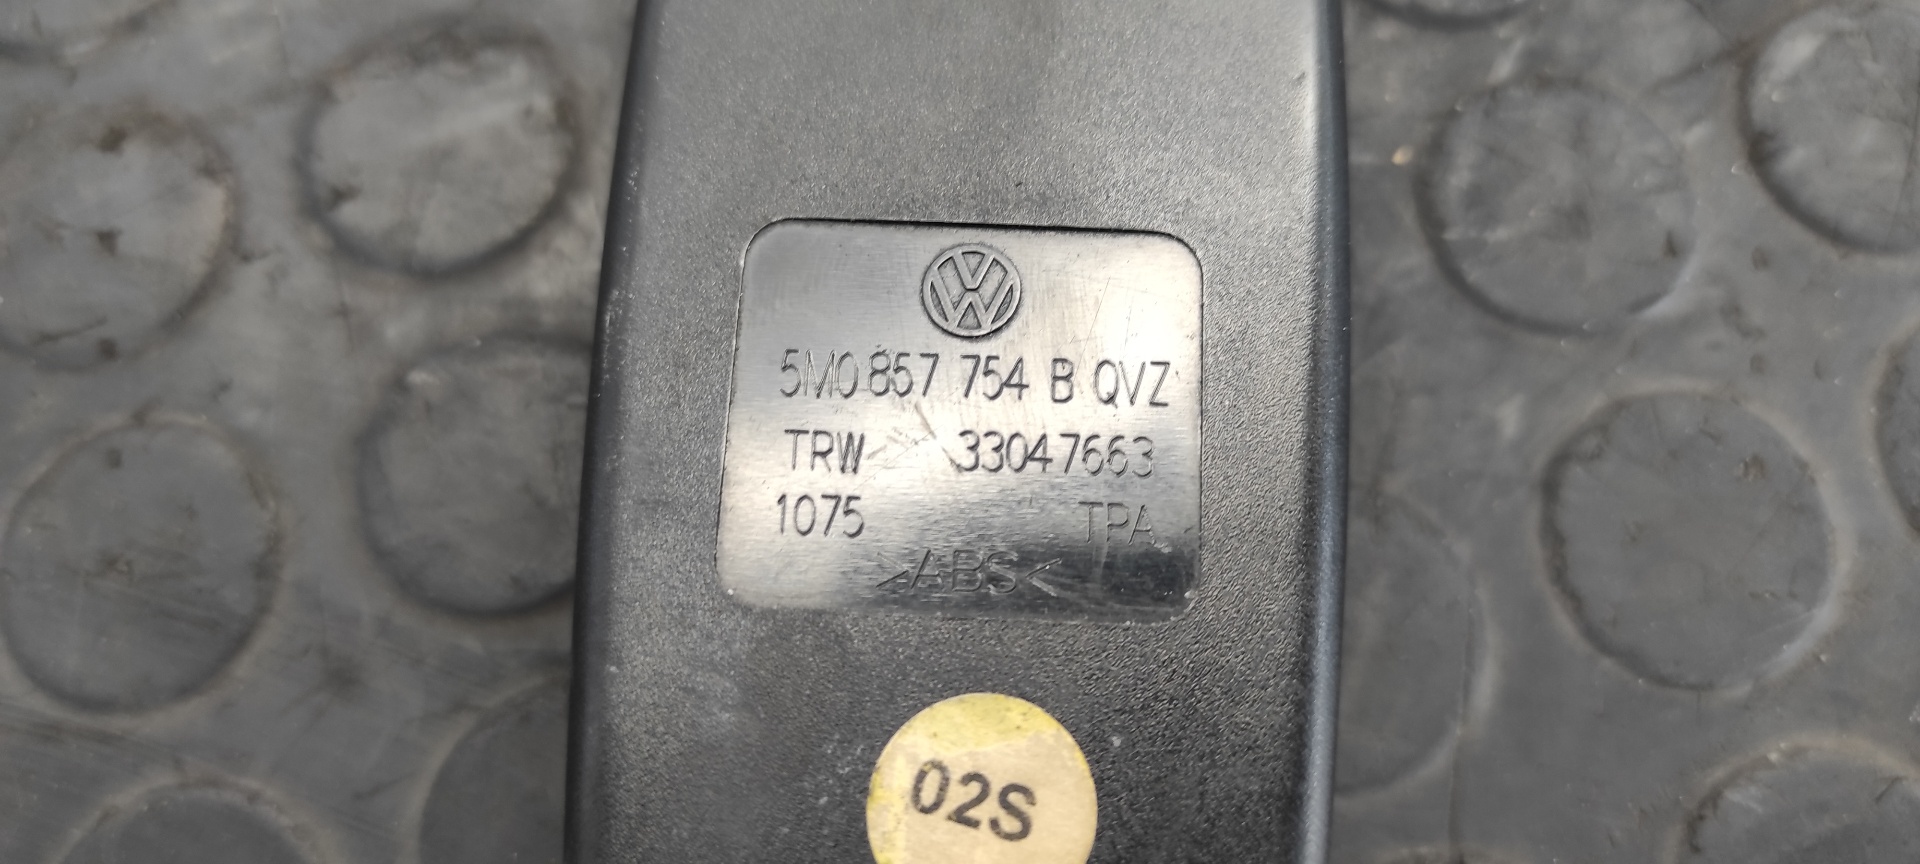 5M0 857 754 B QVZ
TRW 33047663
1075 TPA
>ABS<
02S